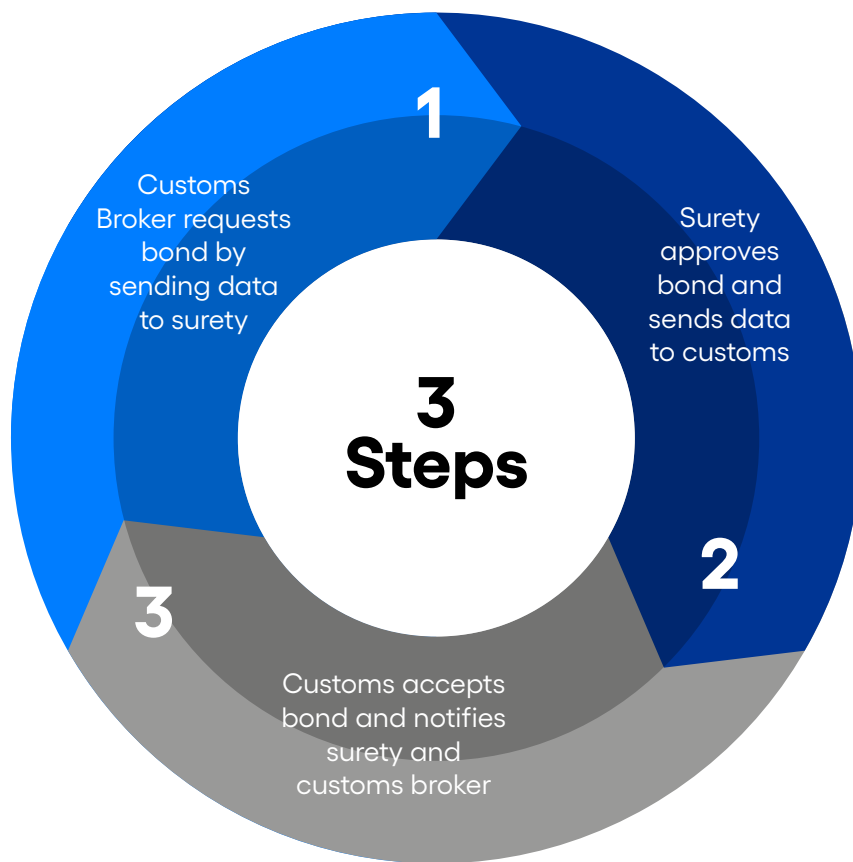 1
Customs
Broker requests
bond by
sending data
to surety
Surety
approves
bond and
sends data
to customs
2
3
Steps
3
Customs accepts
bond and notifies
surety and
customs broker